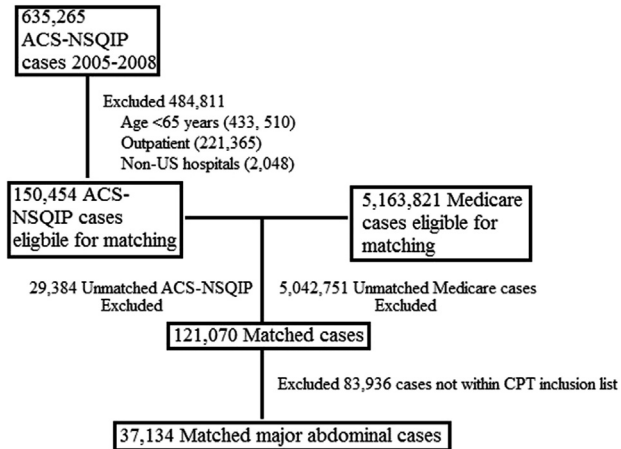 635,265
ACS-NSQIP
cases 2005-2008
Excluded 484,811
Age <65 years (433, 510)
Outpatient (221,365)
Non-US hospitals (2,048)
150,454 ACS-
NSQIP cases
eligbile for matching
5,163,821 Medicare
cases eligible for
matching
29,384 Unmatched ACS-NSQIP
Excluded
5,042,751 Unmatched Medicare cases
Excluded
121,070 Matched cases
Excluded 83,936 cases not within CPT inclusion list
37,134 Matched major abdominal cases